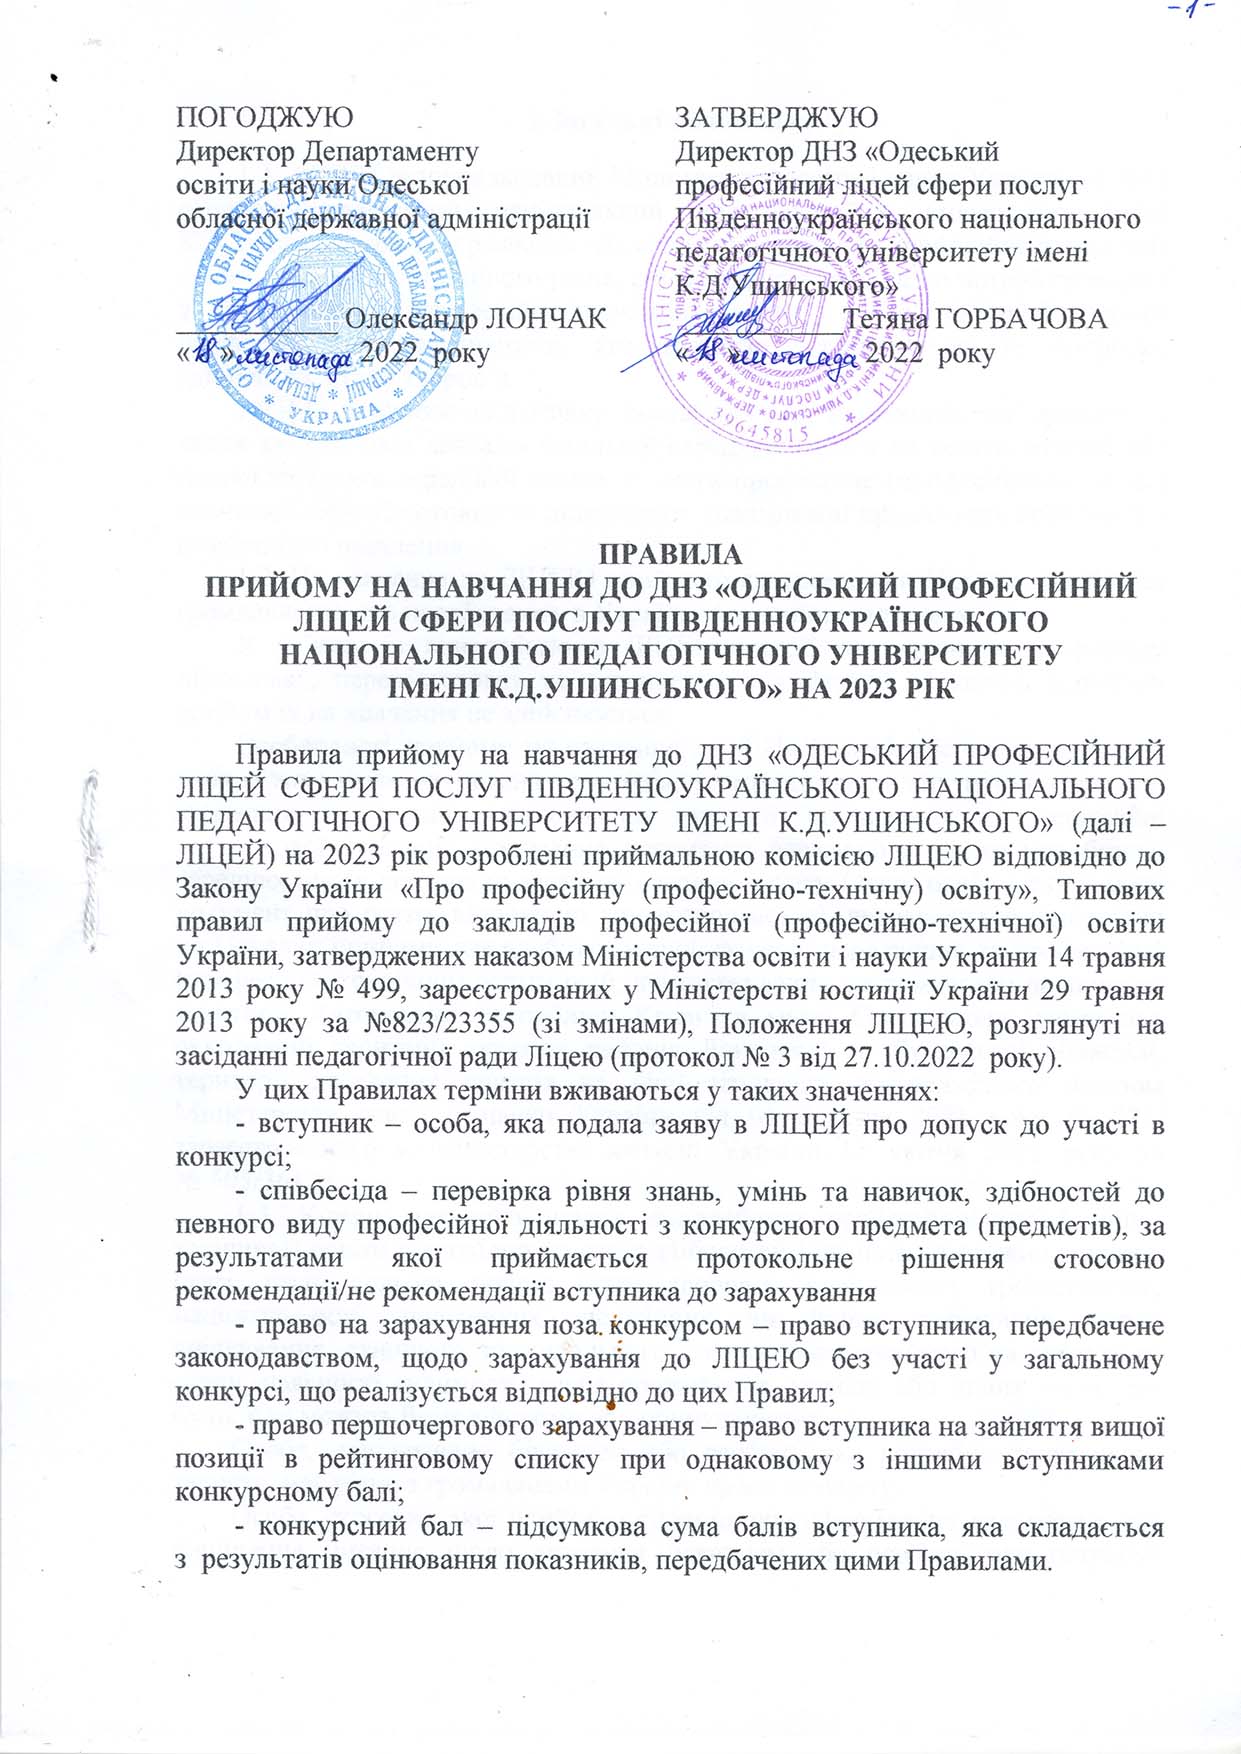 -1-
ПОГОДЖУЮ
Директор Департаменту
освіти і науки Одеської
обласної державної адміністрації
Олександр ЛОНЧАК
«18» листопада 2022 року
ЗАТВЕРДЖУЮ
Директор ДНЗ «Одеський
професійний ліцей сфери послуг
Південноукраїнського національного
педагогічного університету імені
К.Д.Ушинського»
Тетяна ГОРБАЧОВА
«18» листопада 2022 року
УКРАЇНА
39645815
ПРАВИЛА
ПРИЙОМУ НА НАВЧАННЯ ДО ДНЗ «ОДЕСЬКИЙ ПРОФЕСІЙНИЙ
ЛІЦЕЙ СФЕРИ ПОСЛУГ ПІВДЕННОУКРАЇНСЬКОГО
НАЦІОНАЛЬНОГО ПЕДАГОГІЧНОГО УНІВЕРСИТЕТУ
ІМЕНІ К.Д.УШИНСЬКОГО» НА 2023 РІК
Правила прийому на навчання до ДНЗ «ОДЕСЬКИЙ ПРОФЕСІЙНИЙ
ЛІЦЕЙ СФЕРИ ПОСЛУГ ПІВДЕННОУКРАЇНСЬКОГО НАЦІОНАЛЬНОГО
ПЕДАГОГІЧНОГО УНІВЕРСИТЕТУ ІМЕНІ К.Д.УШИНСЬКОГО» (далі –
ЛІЦЕЙ) на 2023 рік розроблені приймальною комісією ЛІЦЕЮ відповідно до
Закону України «Про професійну (професійно-технічну) освіту», Типових
правил прийому до закладів професійної (професійно-технічної) освіти
України, затверджених наказом Міністерства освіти і науки України 14 травня
2013 року № 499, зареєстрованих у Міністерстві юстиції України 29 травня
2013 року за №823/23355 (зі змінами), Положення ЛІЦЕЮ, розглянуті на
засіданні педагогічної ради Ліцею (протокол № 3 від 27.10.2022 року).
У цих Правилах терміни вживаються у таких значеннях:
- вступник – особа, яка подала заяву в ЛІЦЕЙ про допуск до участі в
конкурсі;
- співбесіда – перевірка рівня знань, умінь та навичок, здібностей до
певного виду професійної діяльності з конкурсного предмета (предметів), за
результатами якої приймається протокольне рішення стосовно
рекомендації/не рекомендації вступника до зарахування
- право на зарахування поза конкурсом – право вступника, передбачене
законодавством, щодо зарахування до ЛІЦЕЮ без участі у загальному
конкурсі, що реалізується відповідно до цих Правил;
- право першочергового зарахування – право вступника на зайняття вищої
позиції в рейтинговому списку при однаковому з іншими вступниками
конкурсному балі;
- конкурсний бал – підсумкова сума балів вступника, яка складається
з результатів оцінювання показників, передбачених цими Правилами.